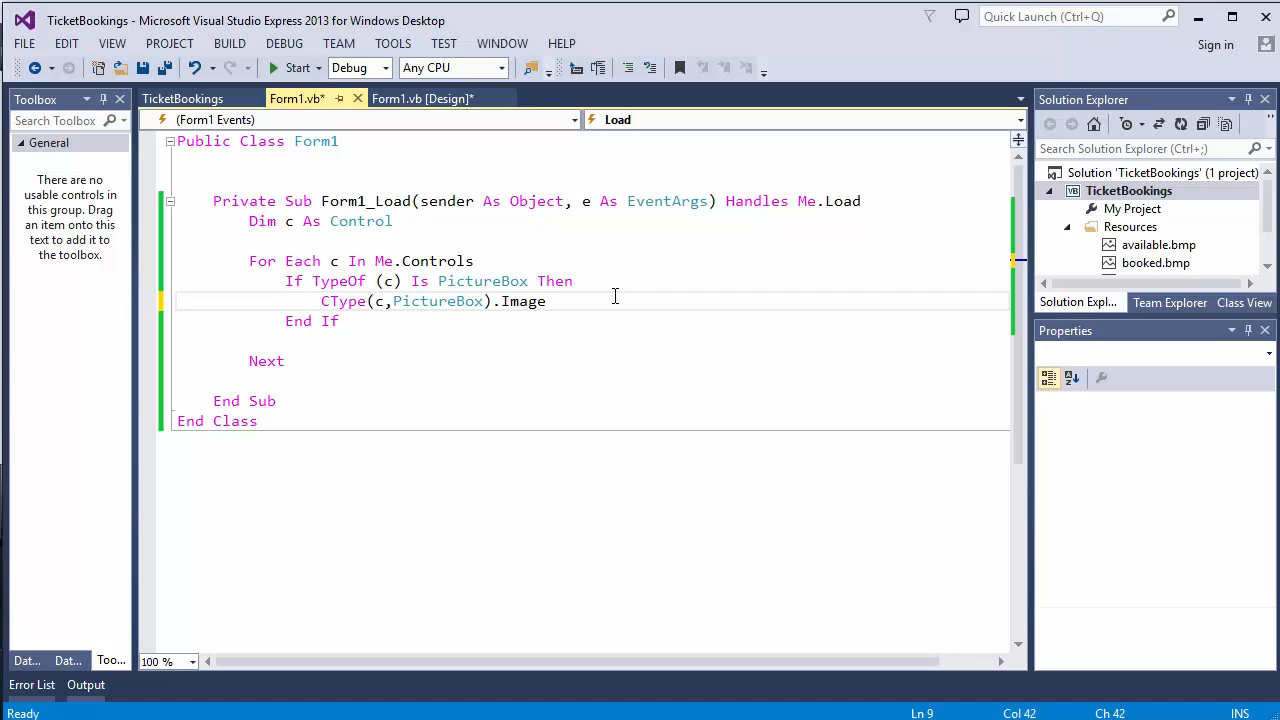 TicketBookings - Microsoft Visual Studio Express 2013 for Windows Desktop
Quick Launch (Ctrl+Q)
FILE EDIT VIEW PROJECT BUILD DEBUG TEAM TOOLS TEST WINDOW HELP
Sign in
Start Debug Any CPU
Toolbox
Search Toolbox
General
There are no
usable controls in
this group. Drag
an item onto this
text to add it to
the toolbox.
Dat... Dat... Too...
TicketBookings Form1.vb* Form1.vb [Design]*
(Form1 Events) Load
Public Class Form1
Private Sub Form1_Load(sender As Object, e As EventArgs) Handles Me.Load
Dim c As Control
For Each c In Me.Controls
If TypeOf (c) Is PictureBox Then
CType(c,PictureBox).Image
End If
Next
End Sub
End Class
100 %
Solution Explorer
Search Solution Explorer (Ctrl+;)
Solution 'TicketBookings' (1 project)
VB TicketBookings
My Project
Resources
available.bmp
booked.bmp
Solution Expl... Team Explorer Class View
Properties
Error List Output
Ready Ln 9 Col 42 Ch 42 INS